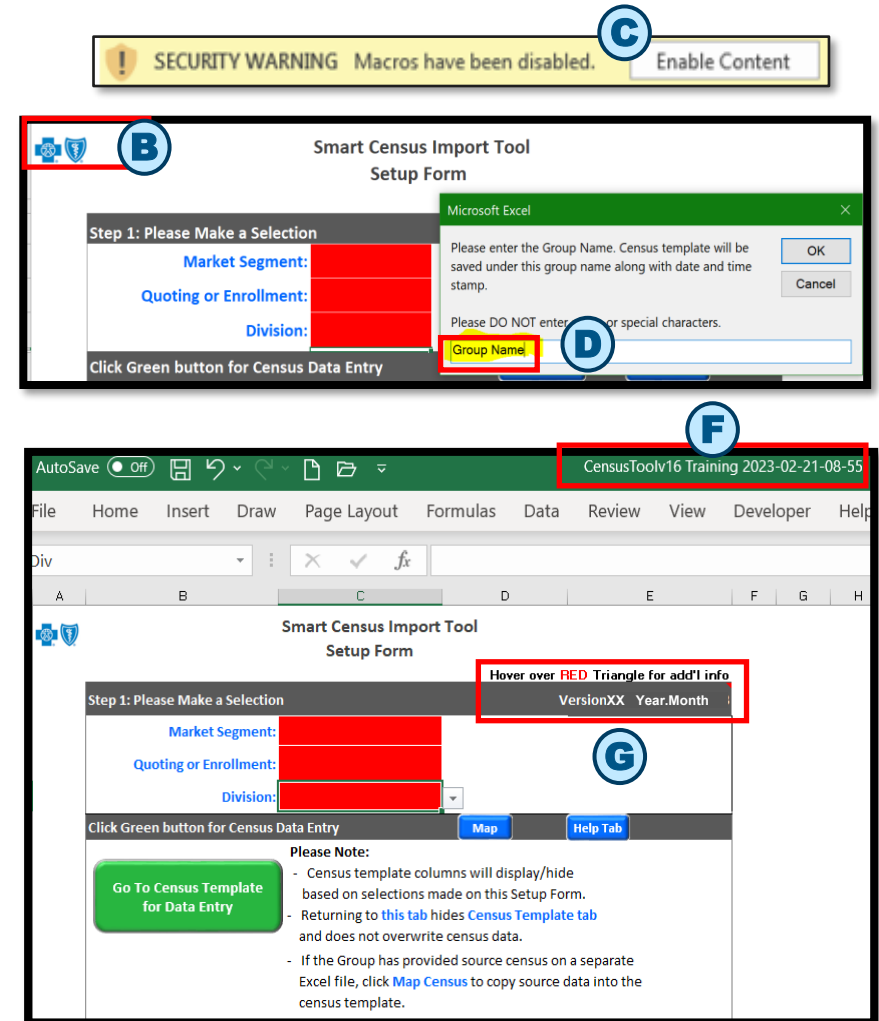 C
SECURITY WARNING Macros have been disabled. Enable Content
B
Smart Census Import Tool
Setup Form
Microsoft Excel
Step 1: Please Make a Selection
Market Segment:
Quoting or Enrollment:
Division:
Click Green button for Census Data Entry
Please enter the Group Name. Census template will be
saved under this group name along with date and time
stamp.
OK
Cancel
Please DO NOT enter or special characters.
Group Name
D
F
AutoSave Off
CensusToolv16 Training 2023-02-21-08-55
File Home Insert Draw Page Layout Formulas Data Review View Developer Help
Div fx
A B C D E F G H
Smart Census Import Tool
Setup Form
Hover over RED Triangle for add'l info
Step 1: Please Make a Selection VersionXX Year.Month
Market Segment:
Quoting or Enrollment:
Division:
G
Click Green button for Census Data Entry Map Help Tab
Go To Census Template
for Data Entry
Please Note:
- Census template columns will display/hide
based on selections made on this Setup Form.
- Returning to this tab hides Census Template tab
and does not overwrite census data.
- If the Group has provided source census on a separate
Excel file, click Map Census to copy source data into the
census template.